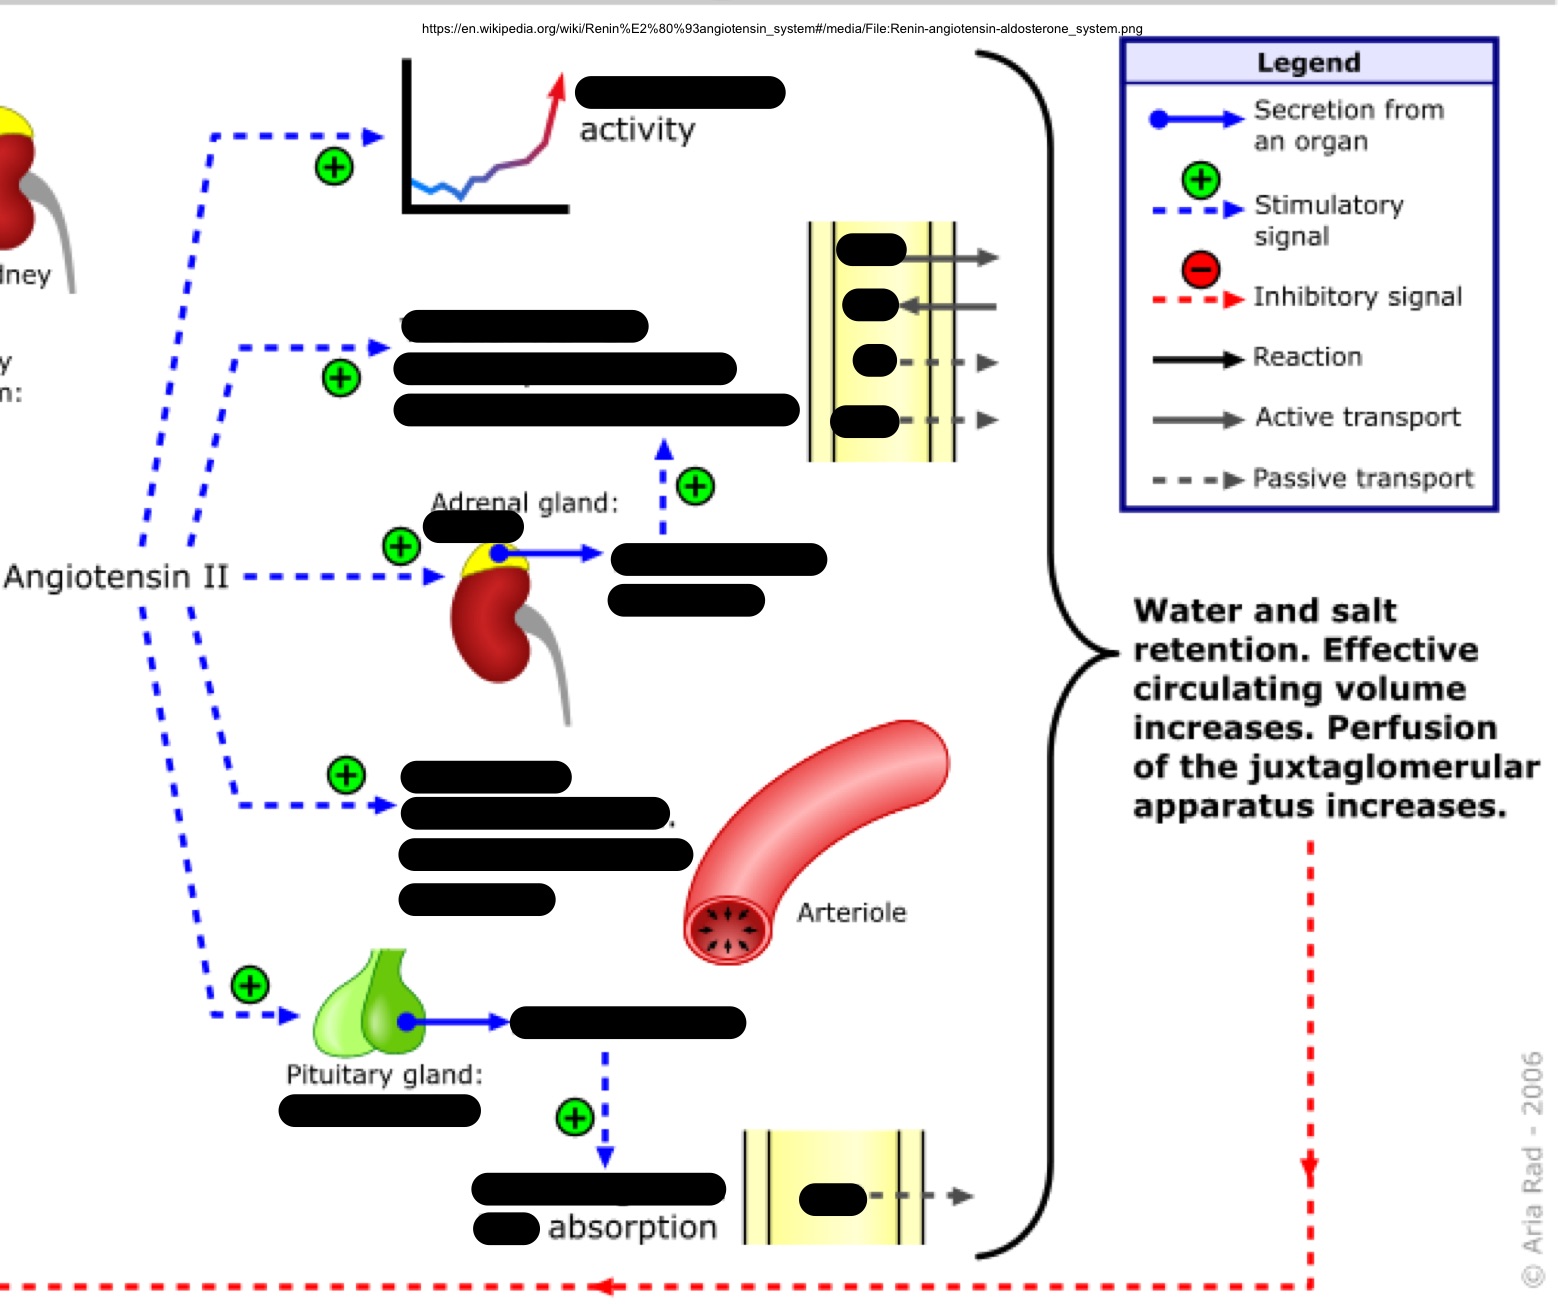 https://en.wikipedia.org/wiki/Renin%E2%80%93angiotensin_system#/media/File:Renin-angiotensin-aldosterone_system.png
activity
Legend
Secretion from
an organ
Stimulatory
signal
Inhibitory signal
Reaction
Active transport
Passive transport
dney
y
n:
Adrenal gland:
Angiotensin II
Water and salt
retention. Effective
circulating volume
increases. Perfusion
of the juxtaglomerular
apparatus increases.
Arteriole
Pituitary gland:
absorption
© Aria Rad - 2006